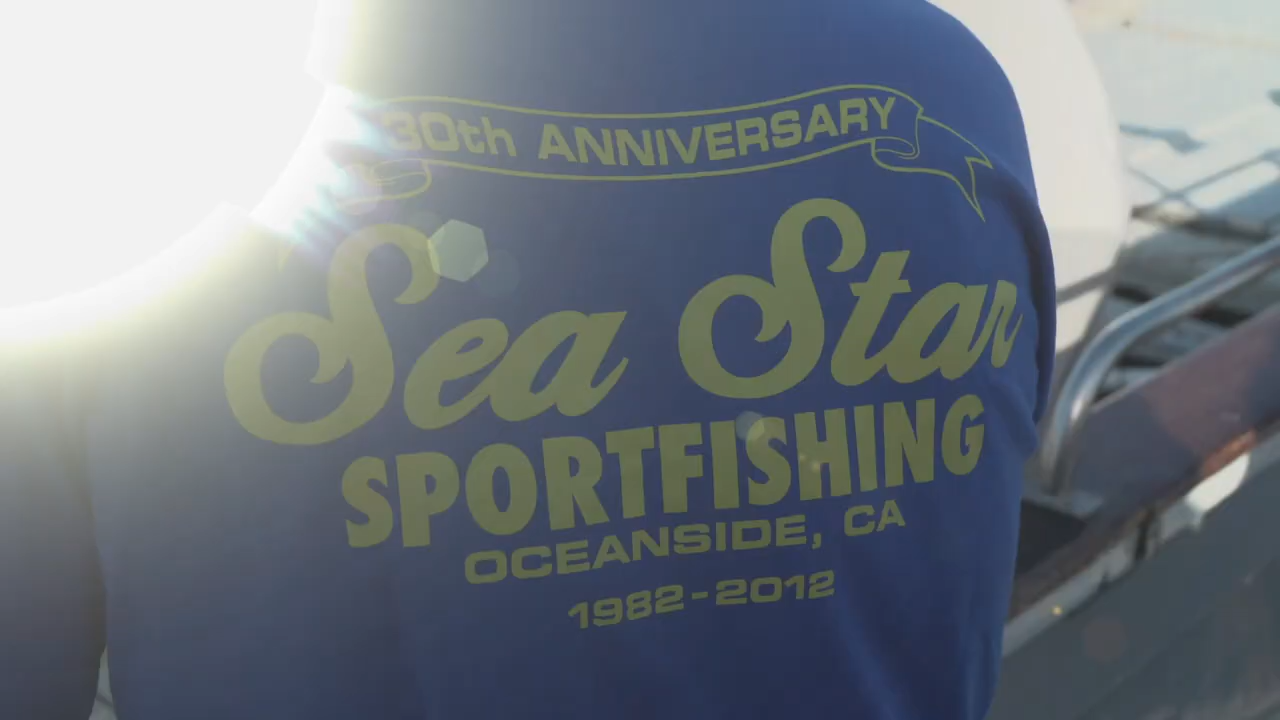 30th ANNIVERSARY
Sea Star
SPORTFISHING
OCEANSIDE, CA
1982-2012